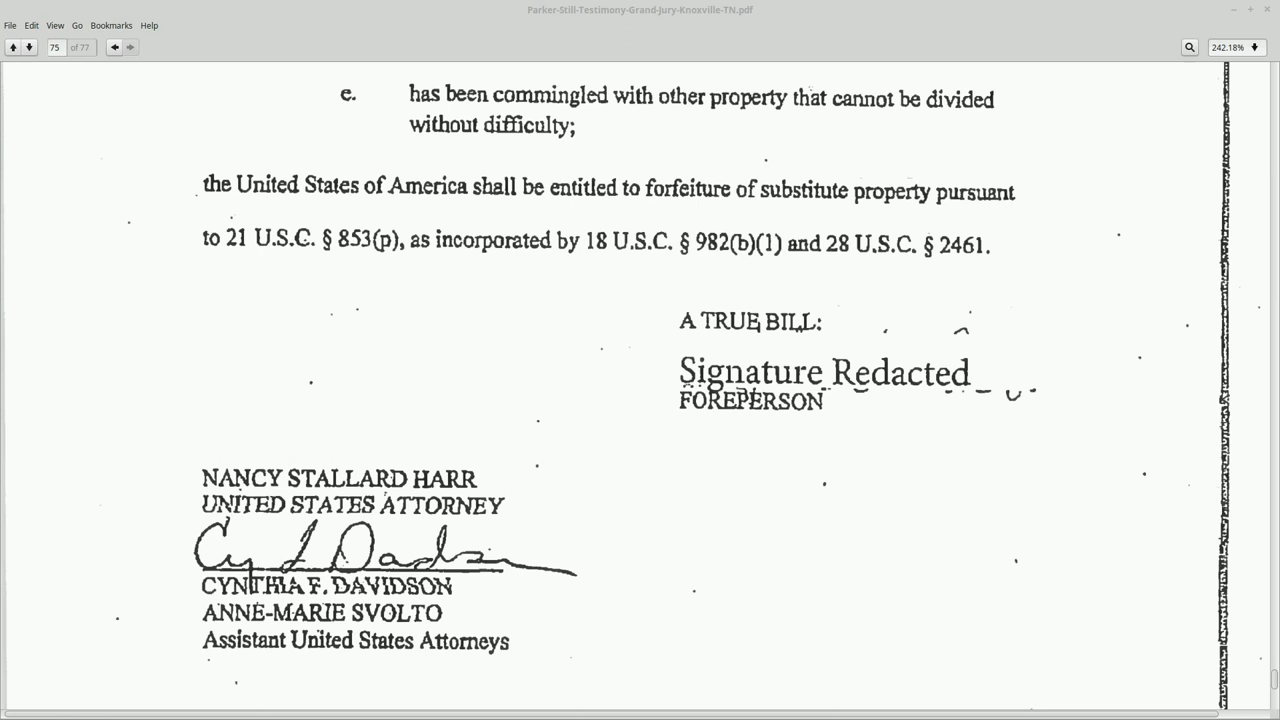 Parker-Still-Testimony-Grand-Jury-Knoxville-TN.pdf
File Edit View Go Bookmarks Help
75 of 77
242.18%
e. has been commingled with other property that cannot be divided
without difficulty;
the United States of America shall be entitled to forfeiture of substitute property pursuant
to 21 U.S.C. § 853(p), as incorporated by 18 U.S.C. § 982(b)(1) and 28 U.S.C. § 2461.
A TRUE BILL:
Signature Redacted
FOREPERSON
NANCY STALLARD HARR
UNITED STATES ATTORNEY
CYNTHIA F. DAVIDSON
ANNE-MARIE SVOLTO
Assistant United States Attorneys